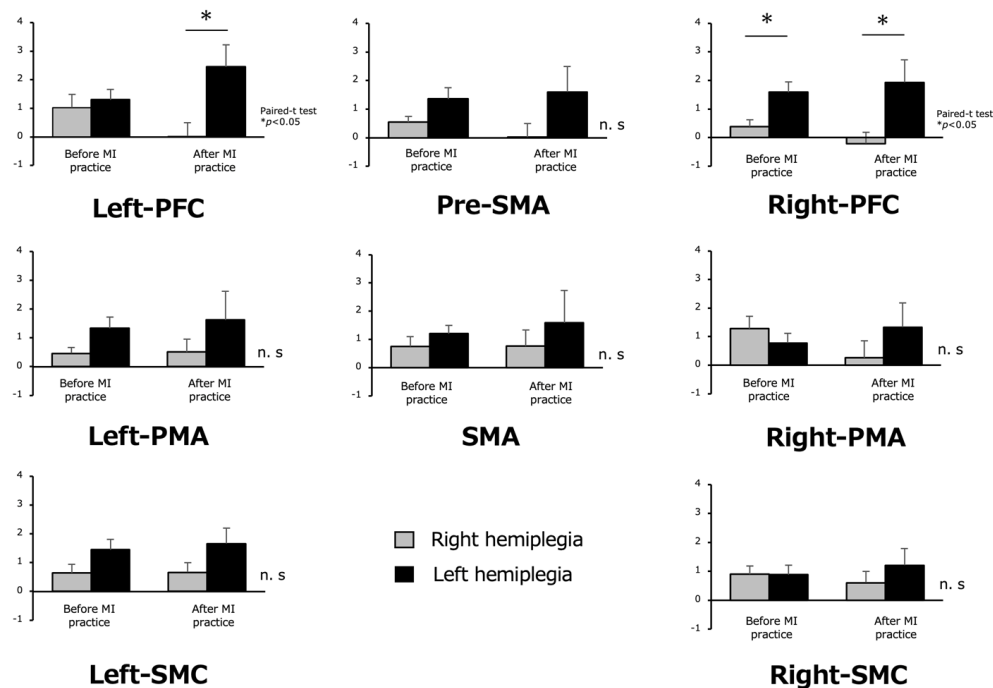 4
3
2
1
0
-1
*
Before MI
practice
After MI
practice
Paired-t test
*p<0.05
Left-PFC
4
3
2
1
0
-1
Before MI
practice
After MI
practice
n. s
Pre-SMA
4
3
2
1
0
-1
*
*
Before MI
practice
After MI
practice
Paired-t test
*p<0.05
Right-PFC
4
3
2
1
0
-1
Before MI
practice
After MI
practice
n. s
Left-PMA
4
3
2
1
0
-1
Before MI
practice
After MI
practice
n. s
SMA
4
3
2
1
0
-1
Before MI
practice
After MI
practice
n. s
Right-PMA
4
3
2
1
0
-1
Before MI
practice
After MI
practice
n. s
Left-SMC
Right hemiplegia
Left hemiplegia
4
3
2
1
0
-1
Before MI
practice
After MI
practice
n. s
Right-SMC